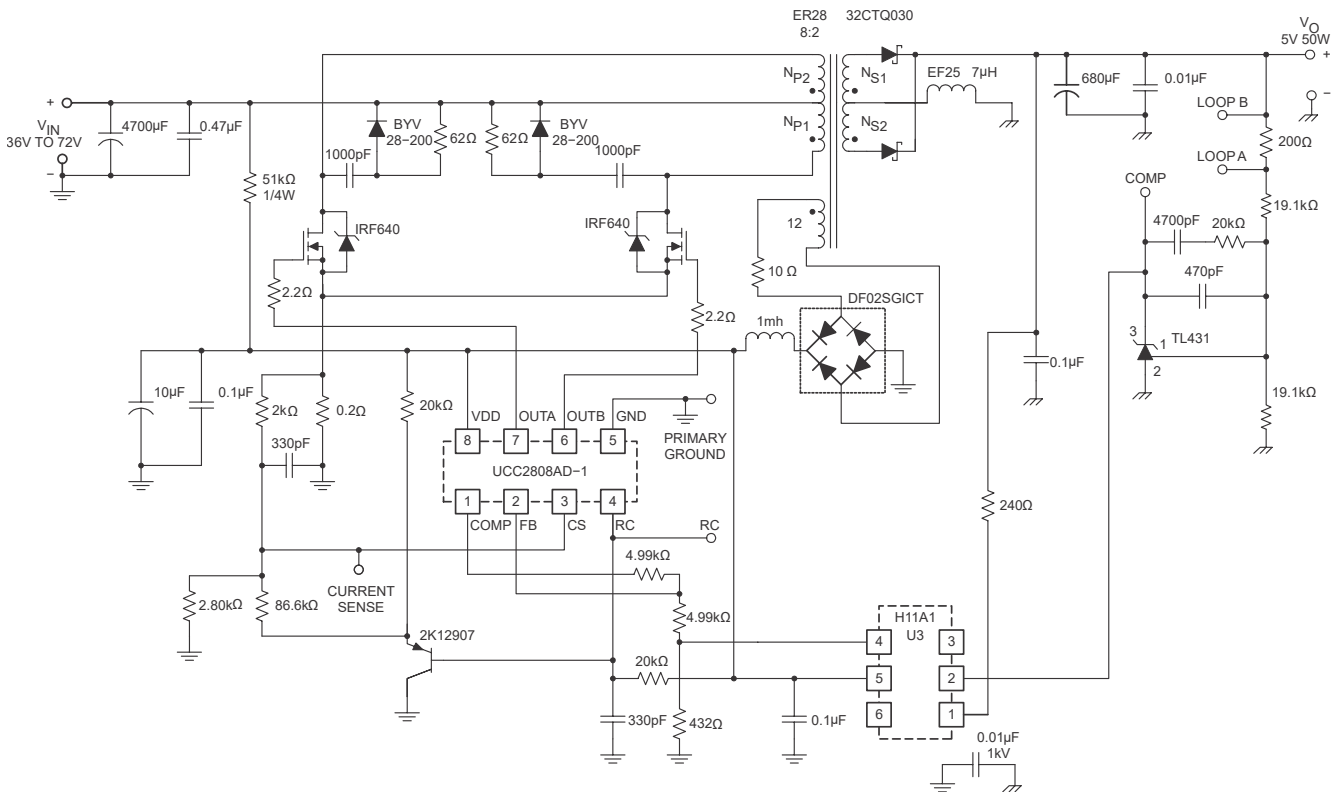 ER28
8:2
32CTQ030
V_O
5V 50W
+
−
N_P2
N_S1
N_P1
N_S2
EF25 7µH
680µF
0.01µF
LOOP B
200Ω
LOOP A
COMP
19.1kΩ
4700pF
20kΩ
470pF
3
1
2
TL431
19.1kΩ
+
V_IN
36V TO 72V
−
4700µF
0.47µF
51kΩ
1/4W
BYV
28−200
62Ω
62Ω
BYV
28−200
1000pF
1000pF
IRF640
IRF640
12
10 Ω
2.2Ω
2.2Ω
DF02SGICT
1mh
0.1µF
10µF
0.1µF
2kΩ
0.2Ω
20kΩ
330pF
VDD
OUTA
OUTB
GND
8
7
6
5
PRIMARY
GROUND
UCC2808AD−1
1
2
3
4
COMP
FB
CS
RC
RC
240Ω
4.99kΩ
CURRENT
SENSE
2.80kΩ
86.6kΩ
4.99kΩ
2K12907
20kΩ
H11A1
U3
4
3
5
2
6
1
330pF
432Ω
0.1µF
0.01µF
1kV